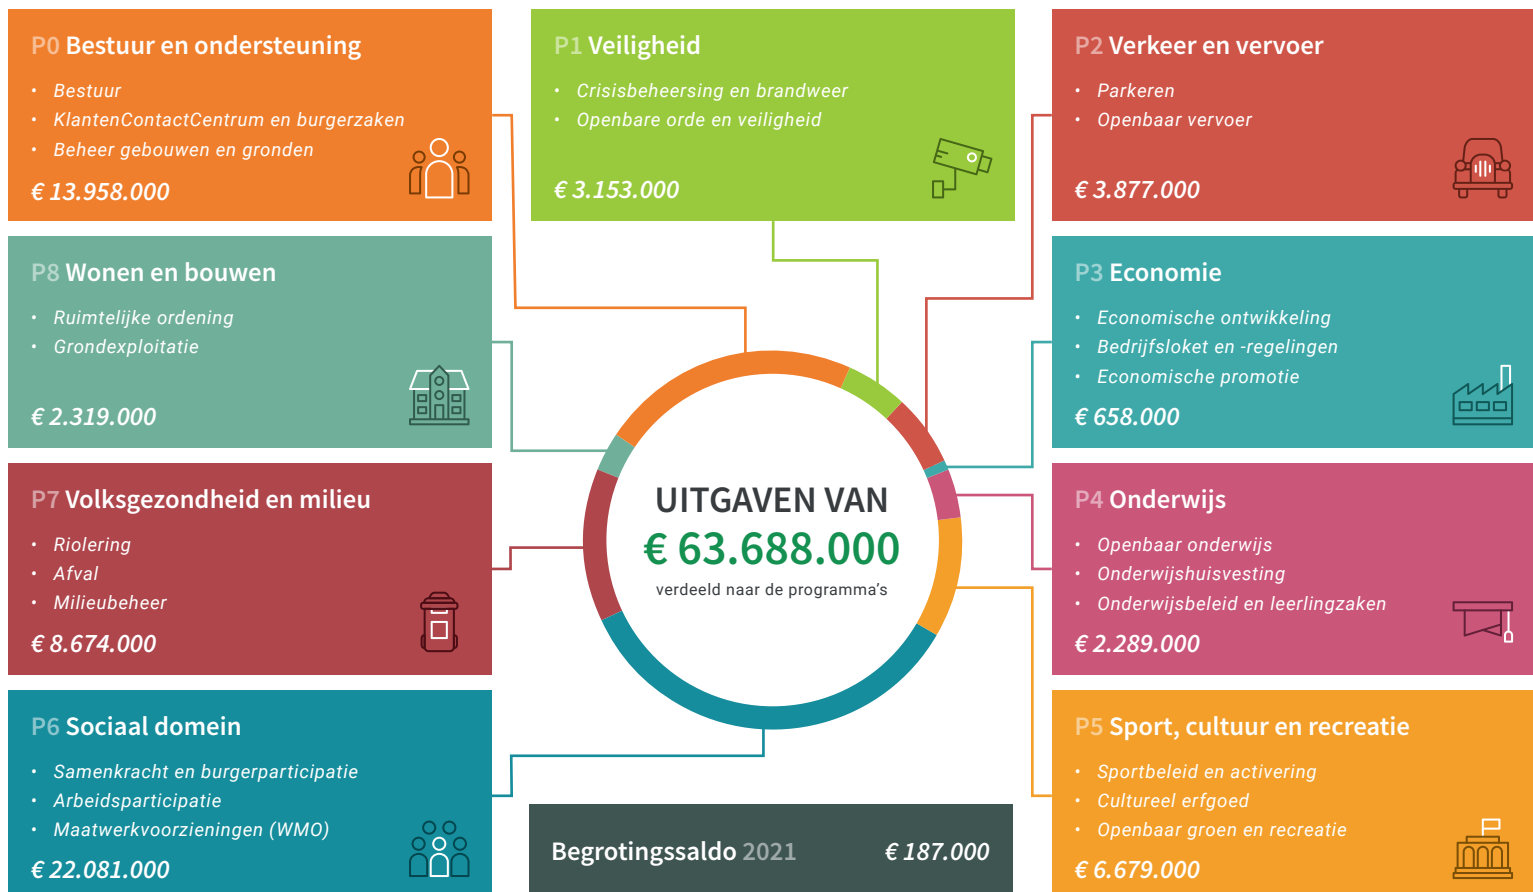 P0 Bestuur en ondersteuning
• Bestuur
• KlantenContactCentrum en burgerzaken
• Beheer gebouwen en gronden
€ 13.958.000
P1 Veiligheid
• Crisisbeheersing en brandweer
• Openbare orde en veiligheid
€ 3.153.000
P2 Verkeer en vervoer
• Parkeren
• Openbaar vervoer
€ 3.877.000
P8 Wonen en bouwen
• Ruimtelijke ordening
• Grondexploitatie
€ 2.319.000
P3 Economie
• Economische ontwikkeling
• Bedrijfsloket en -regelingen
• Economische promotie
€ 658.000
P7 Volksgezondheid en milieu
• Riolering
• Afval
• Milieubeheer
€ 8.674.000
UITGAVEN VAN
€ 63.688.000
verdeeld naar de programma's
P4 Onderwijs
• Openbaar onderwijs
• Onderwijshuisvesting
• Onderwijsbeleid en leerlingzaken
€ 2.289.000
P6 Sociaal domein
• Samenkracht en burgerparticipatie
• Arbeidsparticipatie
• Maatwerkvoorzieningen (WMO)
€ 22.081.000
Begrotingssaldo 2021 € 187.000
P5 Sport, cultuur en recreatie
• Sportbeleid en activering
• Cultureel erfgoed
• Openbaar groen en recreatie
€ 6.679.000